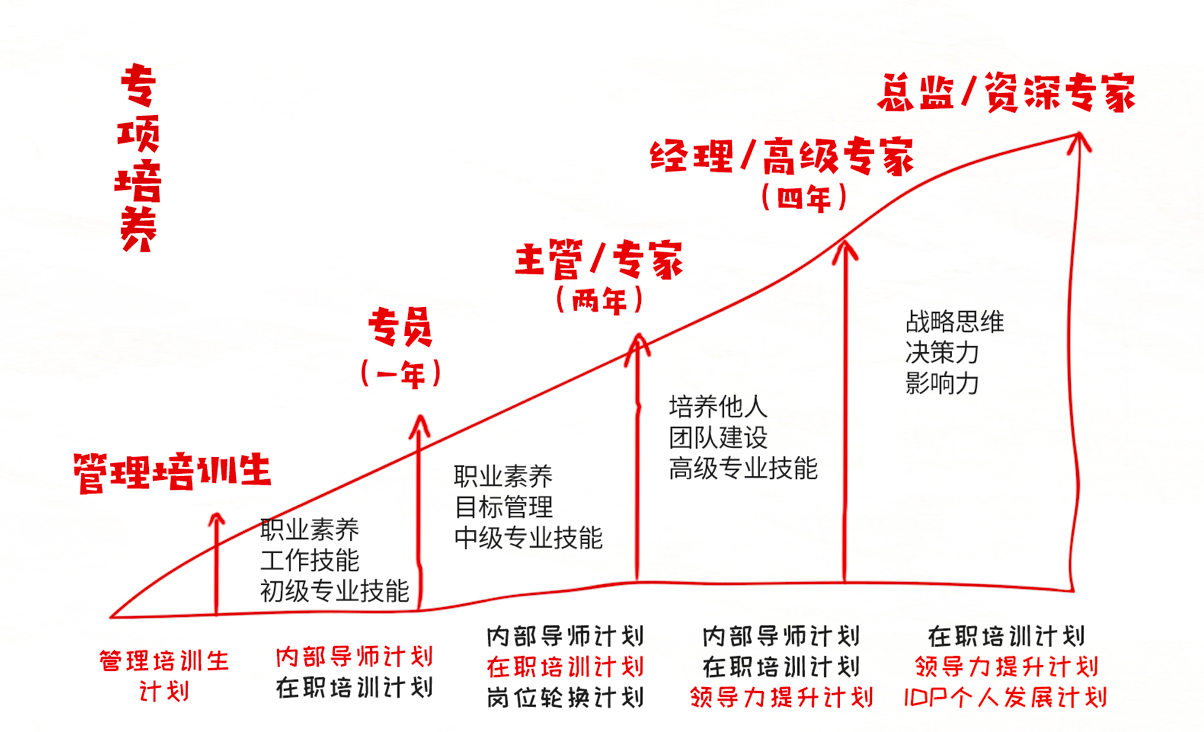 专项培养
总监/资深专家
经理/高级专家
(四年)
主管/专家
(两年)
专员
(一年)
管理培训生
职业素养
工作技能
初级专业技能
职业素养
目标管理
中级专业技能
培养他人
团队建设
高级专业技能
战略思维
决策力
影响力
管理培训生
计划
内部导师计划
在职培训计划
内部导师计划
在职培训计划
岗位轮换计划
内部导师计划
在职培训计划
领导力提升计划
在职培训计划
领导力提升计划
IDP个人发展计划